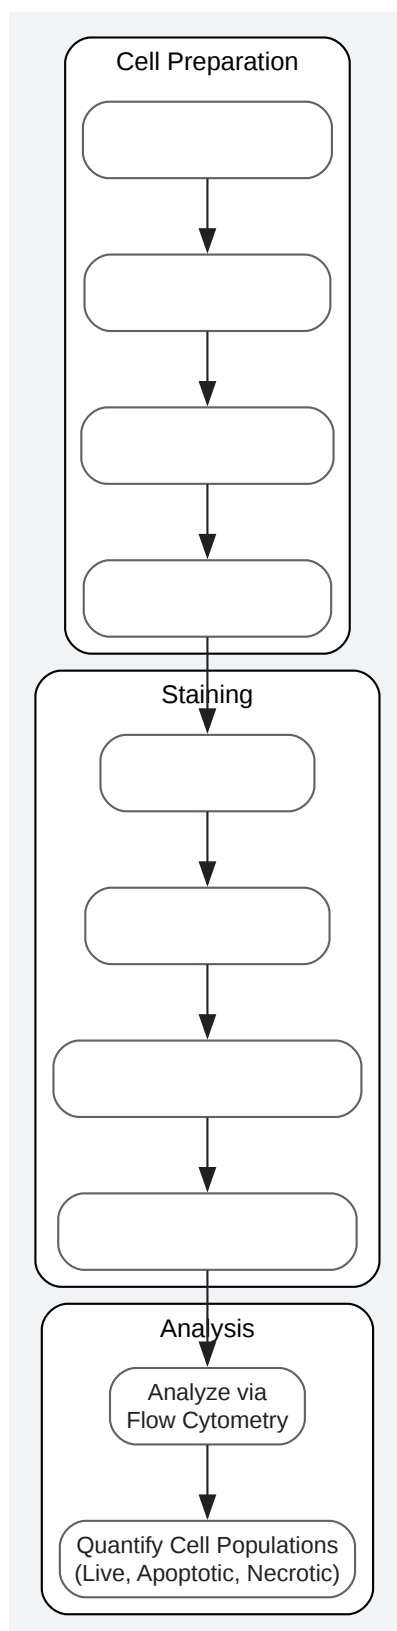 Cell Preparation
Staining
Analysis
Analyze via
Flow Cytometry
Quantify Cell Populations
(Live, Apoptotic, Necrotic)